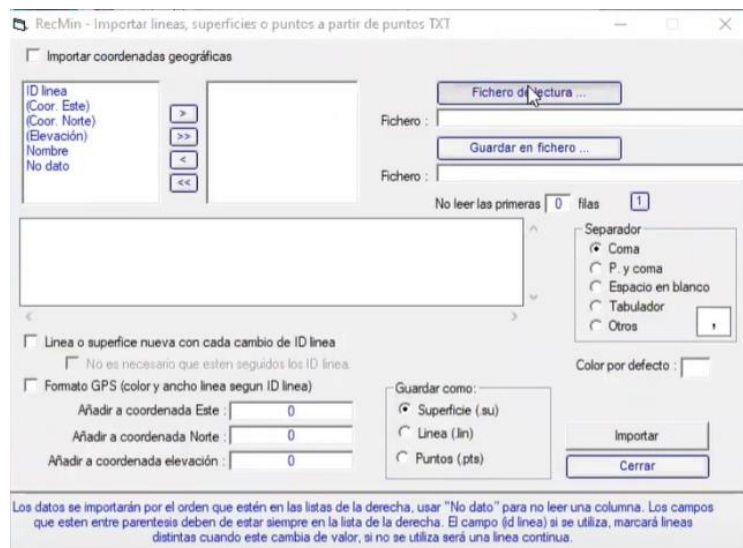 RecMin - Importar lineas, superficies o puntos a partir de puntos TXT
Importar coordenadas geográficas
ID linea
(Coor. Este)
(Coor. Norte)
(Elevación)
Nombre
No dato
>
>>
<
<<
Fichero de lectura ...
Fichero :
Guardar en fichero ...
Fichero :
No leer las primeras 0 filas 1
Separador
Coma
P. y coma
Espacio en blanco
Tabulador
Otros ,
Linea o superfice nueva con cada cambio de ID linea
No es necesario que esten seguidos los ID linea.
Color por defecto :
Formato GPS (color y ancho linea segun ID linea)
Añadir a coordenada Este : 0
Añadir a coordenada Norte : 0
Añadir a coordenada elevación : 0
Guardar como:
Superficie (.su)
Linea (.lin)
Puntos (.pts)
Importar
Cerrar
Los datos se importarán por el orden que estén en las listas de la derecha, usar "No dato" para no leer una columna. Los campos
que esten entre parentesis deben de estar siempre en la lista de la derecha. El campo (id linea) si se utiliza, marcará lineas
distintas cuando este cambia de valor, si no se utiliza será una linea continua.